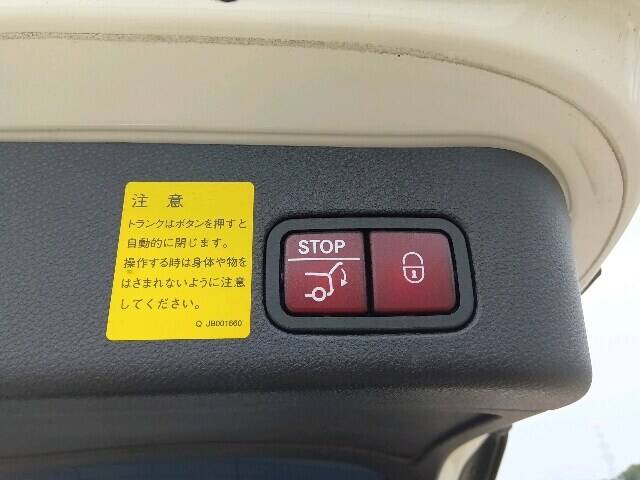 注 意
トランクはボタンを押すと
自動的に閉じます。
操作する時は身体や物を
はさまれないように注意
してください。
Q JB001660
STOP